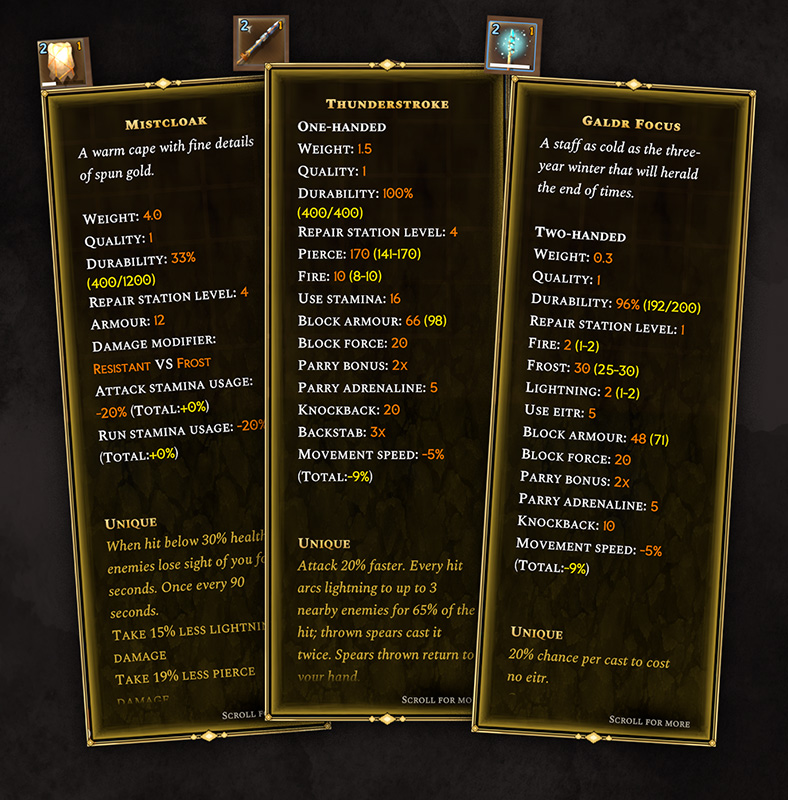 2
1
2
1
2
1
Mistcloak
A warm cape with fine details
of spun gold.
Weight: 4.0
Quality: 1
Durability: 33%
(400/1200)
Repair station level: 4
Armour: 12
Damage modifier:
Resistant VS Frost
Attack stamina usage:
-20% (Total:+0%)
Run stamina usage: -20%
(Total:+0%)
Unique
When hit below 30% health
enemies lose sight of you
seconds. Once every 90
seconds.
Take 15% less
damage
Take 19% less pierce
damage
Scroll
Thunderstroke
One-handed
Weight: 1.5
Quality: 1
Durability: 100%
(400/400)
Repair station level: 4
Pierce: 170 (141-170)
Fire: 10 (8-10)
Use stamina: 16
Block armour: 66 (98)
Block force: 20
Parry bonus: 2x
Parry adrenaline: 5
Knockback: 20
Backstab: 3x
Movement speed: -5%
(Total:-9%)
Unique
Attack 20% faster. Every hit
arcs lightning to up to 3
nearby enemies for 65% of the
hit; thrown spears cast it
twice. Spears thrown return to
your hand.
Scroll for mo
Galdr Focus
A staff as cold as the three-
year winter that will herald
the end of times.
Two-handed
Weight: 0.3
Quality: 1
Durability: 96% (192/200)
Repair station level: 1
Fire: 2 (1-2)
Frost: 30 (25-30)
Lightning: 2 (1-2)
Use eitr: 5
Block armour: 48 (71)
Block force: 20
Parry bonus: 2x
Parry adrenaline: 5
Knockback: 10
Movement speed: -5%
(Total:-9%)
Unique
20% chance per cast to cost
no eitr.
Scroll for more